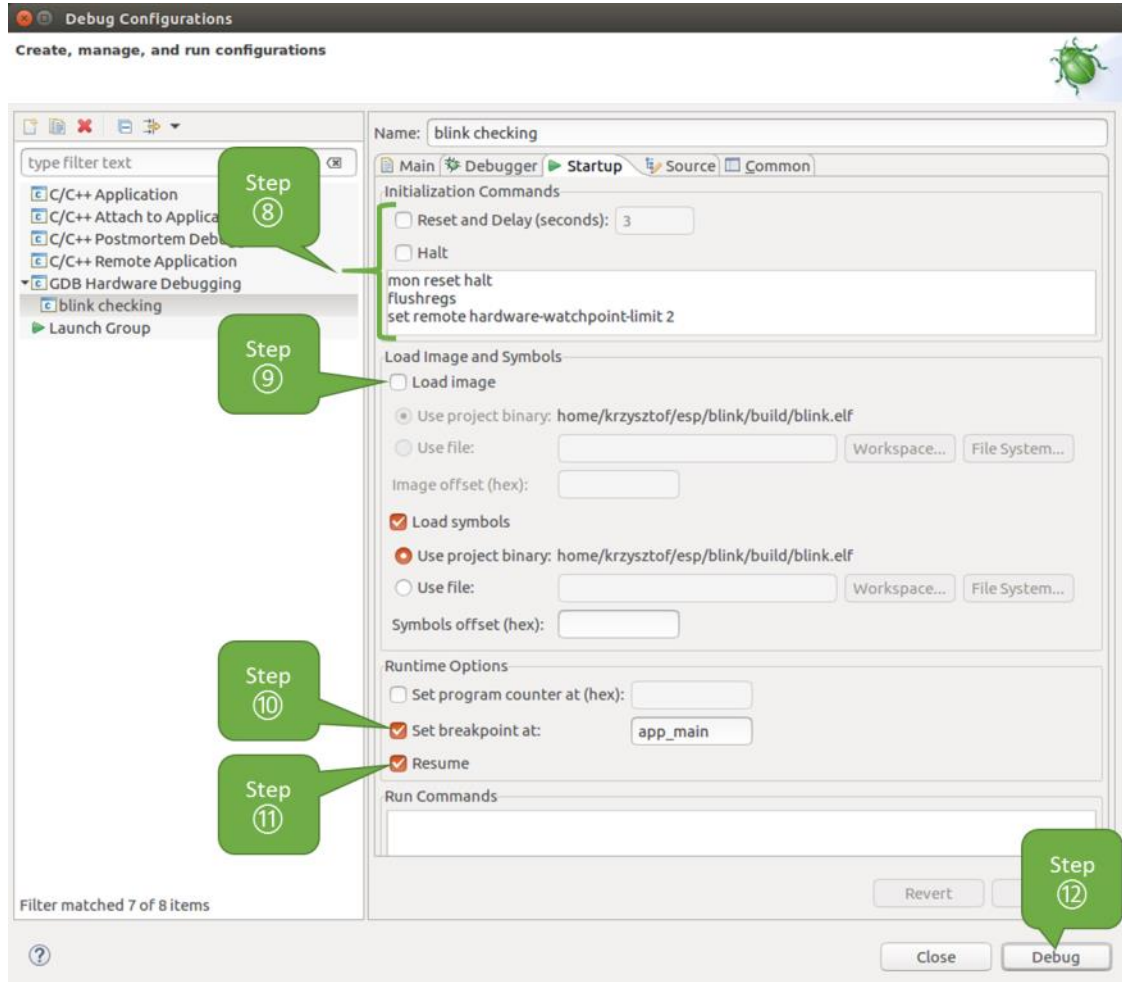 Debug Configurations
Create, manage, and run configurations
type filter text
C/C++ Application
C/C++ Attach to Applica
C/C++ Postmortem Deb
C/C++ Remote Application
GDB Hardware Debugging
blink checking
Launch Group
Filter matched 7 of 8 items
Step
⑧
Step
⑨
Step
⑩
Step
⑪
Name: blink checking
Main Debugger Startup Source Common
Initialization Commands
Reset and Delay (seconds): 3
Halt
mon reset halt
flushregs
set remote hardware-watchpoint-limit 2
Load Image and Symbols
Load image
Use project binary: home/krzysztof/esp/blink/build/blink.elf
Use file: Workspace... File System...
Image offset (hex):
Load symbols
Use project binary: home/krzysztof/esp/blink/build/blink.elf
Use file: Workspace... File System...
Symbols offset (hex):
Runtime Options
Set program counter at (hex):
Set breakpoint at: app_main
Resume
Run Commands
Step
⑫
Revert
Close Debug